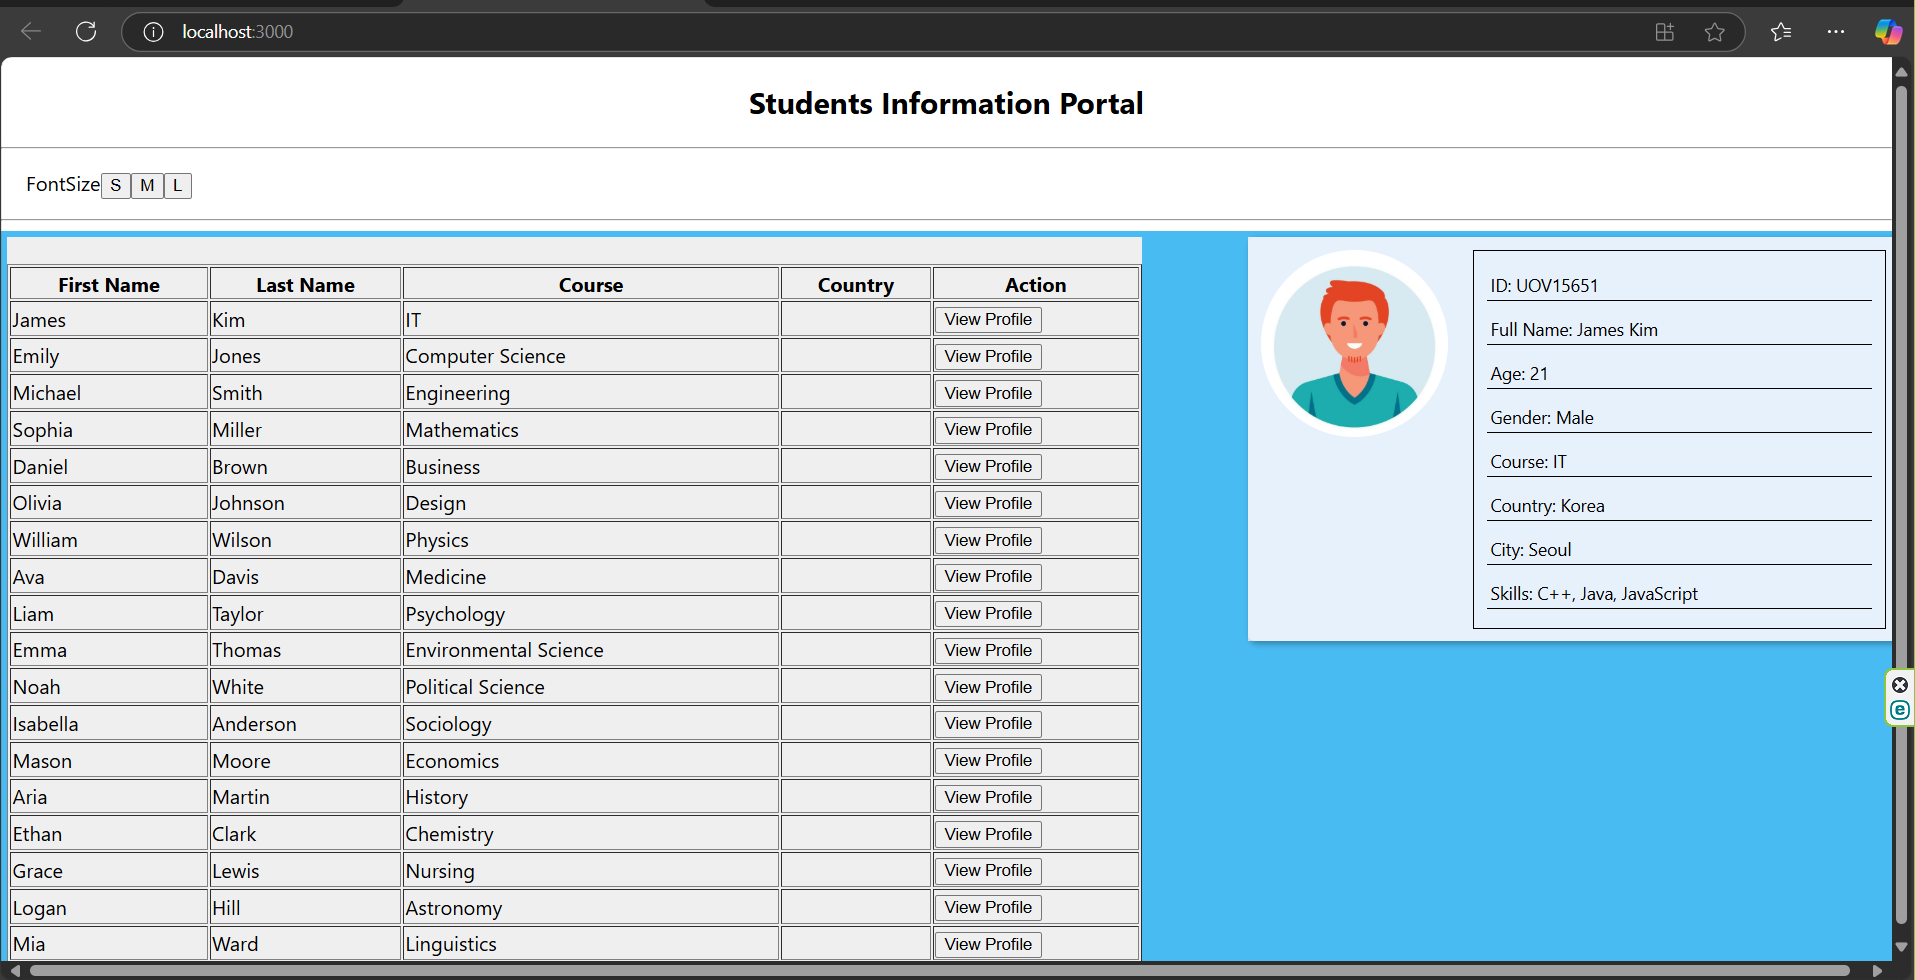 localhost:3000
Students Information Portal
FontSize S M L
First Name Last Name Course Country Action
James Kim IT View Profile
Emily Jones Computer Science View Profile
Michael Smith Engineering View Profile
Sophia Miller Mathematics View Profile
Daniel Brown Business View Profile
Olivia Johnson Design View Profile
William Wilson Physics View Profile
Ava Davis Medicine View Profile
Liam Taylor Psychology View Profile
Emma Thomas Environmental Science View Profile
Noah White Political Science View Profile
Isabella Anderson Sociology View Profile
Mason Moore Economics View Profile
Aria Martin History View Profile
Ethan Clark Chemistry View Profile
Grace Lewis Nursing View Profile
Logan Hill Astronomy View Profile
Mia Ward Linguistics View Profile
ID: UOV15651
Full Name: James Kim
Age: 21
Gender: Male
Course: IT
Country: Korea
City: Seoul
Skills: C++, Java, JavaScript